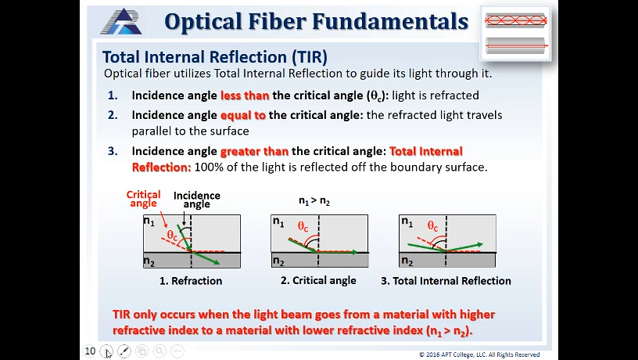 Optical Fiber Fundamentals
Total Internal Reflection (TIR)
Optical fiber utilizes Total Internal Reflection to guide its light through it.
1. Incidence angle less than the critical angle (θc): light is refracted
2. Incidence angle equal to the critical angle: the refracted light travels
parallel to the surface
3. Incidence angle greater than the critical angle: Total Internal
Reflection: 100% of the light is reflected off the boundary surface.
Critical
angle
Incidence
angle
n1 > n2
n1
θc
n2
n1
θc
n2
n1
θc
n2
1. Refraction
2. Critical angle
3. Total Internal Reflection
TIR only occurs when the light beam goes from a material with higher
refractive index to a material with lower refractive index (n1 > n2).
10
© 2016 APT College, LLC. All Rights Reserved.